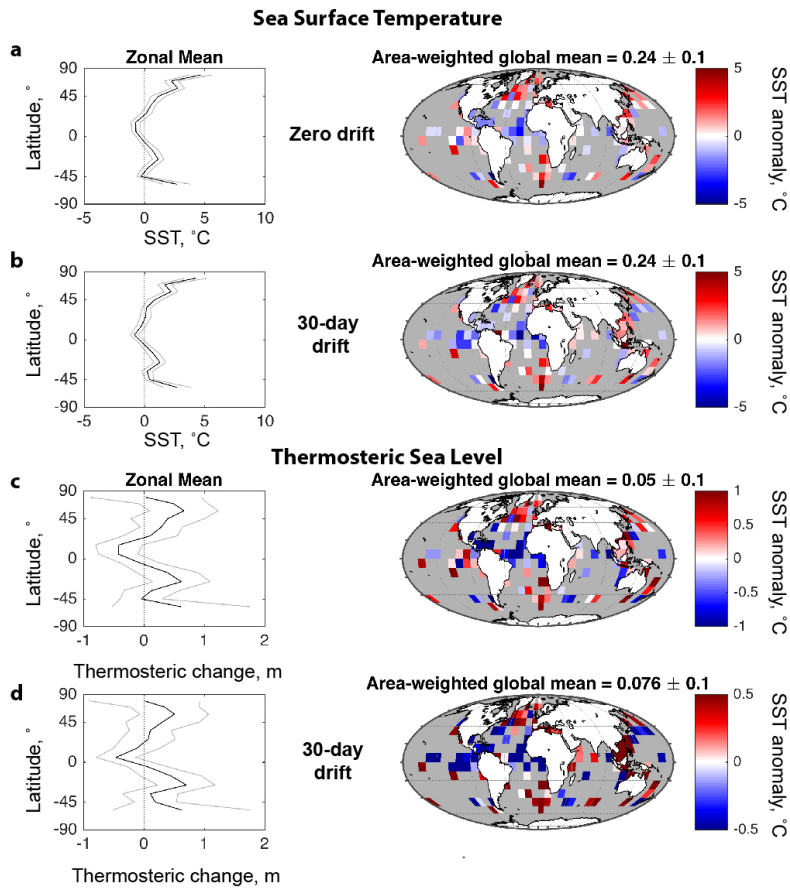 Sea Surface Temperature
a
Zonal Mean
Area-weighted global mean = 0.24 ± 0.1
90
45
0
-45
-90
Latitude, °
-5
0
5
10
SST, °C
Zero drift
5
0
-5
SST anomaly, °C
b
Area-weighted global mean = 0.24 ± 0.1
90
45
0
-45
-90
Latitude, °
-5
0
5
10
SST, °C
30-day
drift
5
0
-5
SST anomaly, °C
Thermosteric Sea Level
c
Zonal Mean
Area-weighted global mean = 0.05 ± 0.1
90
45
0
-45
-90
Latitude, °
-1
0
1
2
Thermosteric change, m
1
0.5
0
-0.5
-1
SST anomaly, °C
d
Area-weighted global mean = 0.076 ± 0.1
90
45
0
-45
-90
Latitude, °
-1
0
1
2
Thermosteric change, m
30-day
drift
0.5
0
-0.5
SST anomaly, °C